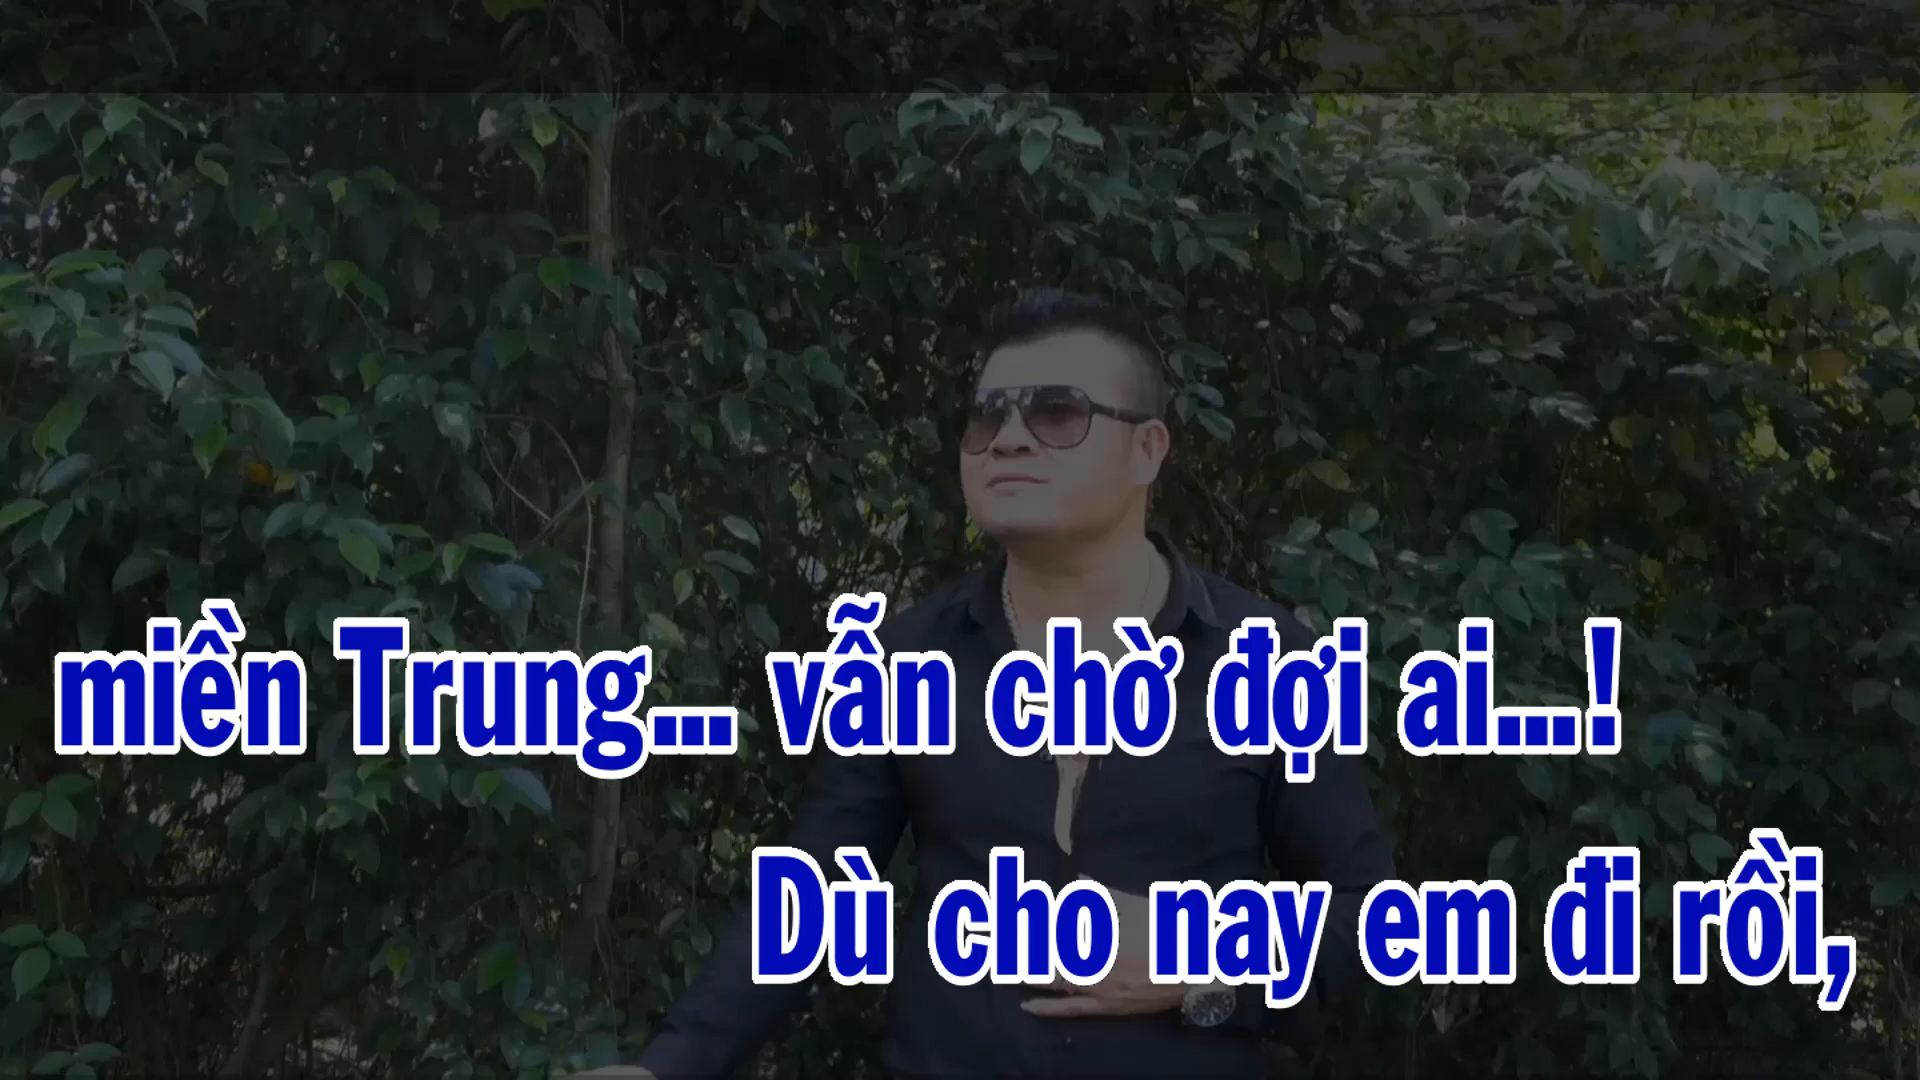 miền Trung... vẫn chờ đợi ai...!
Dù cho nay em đi rồi,